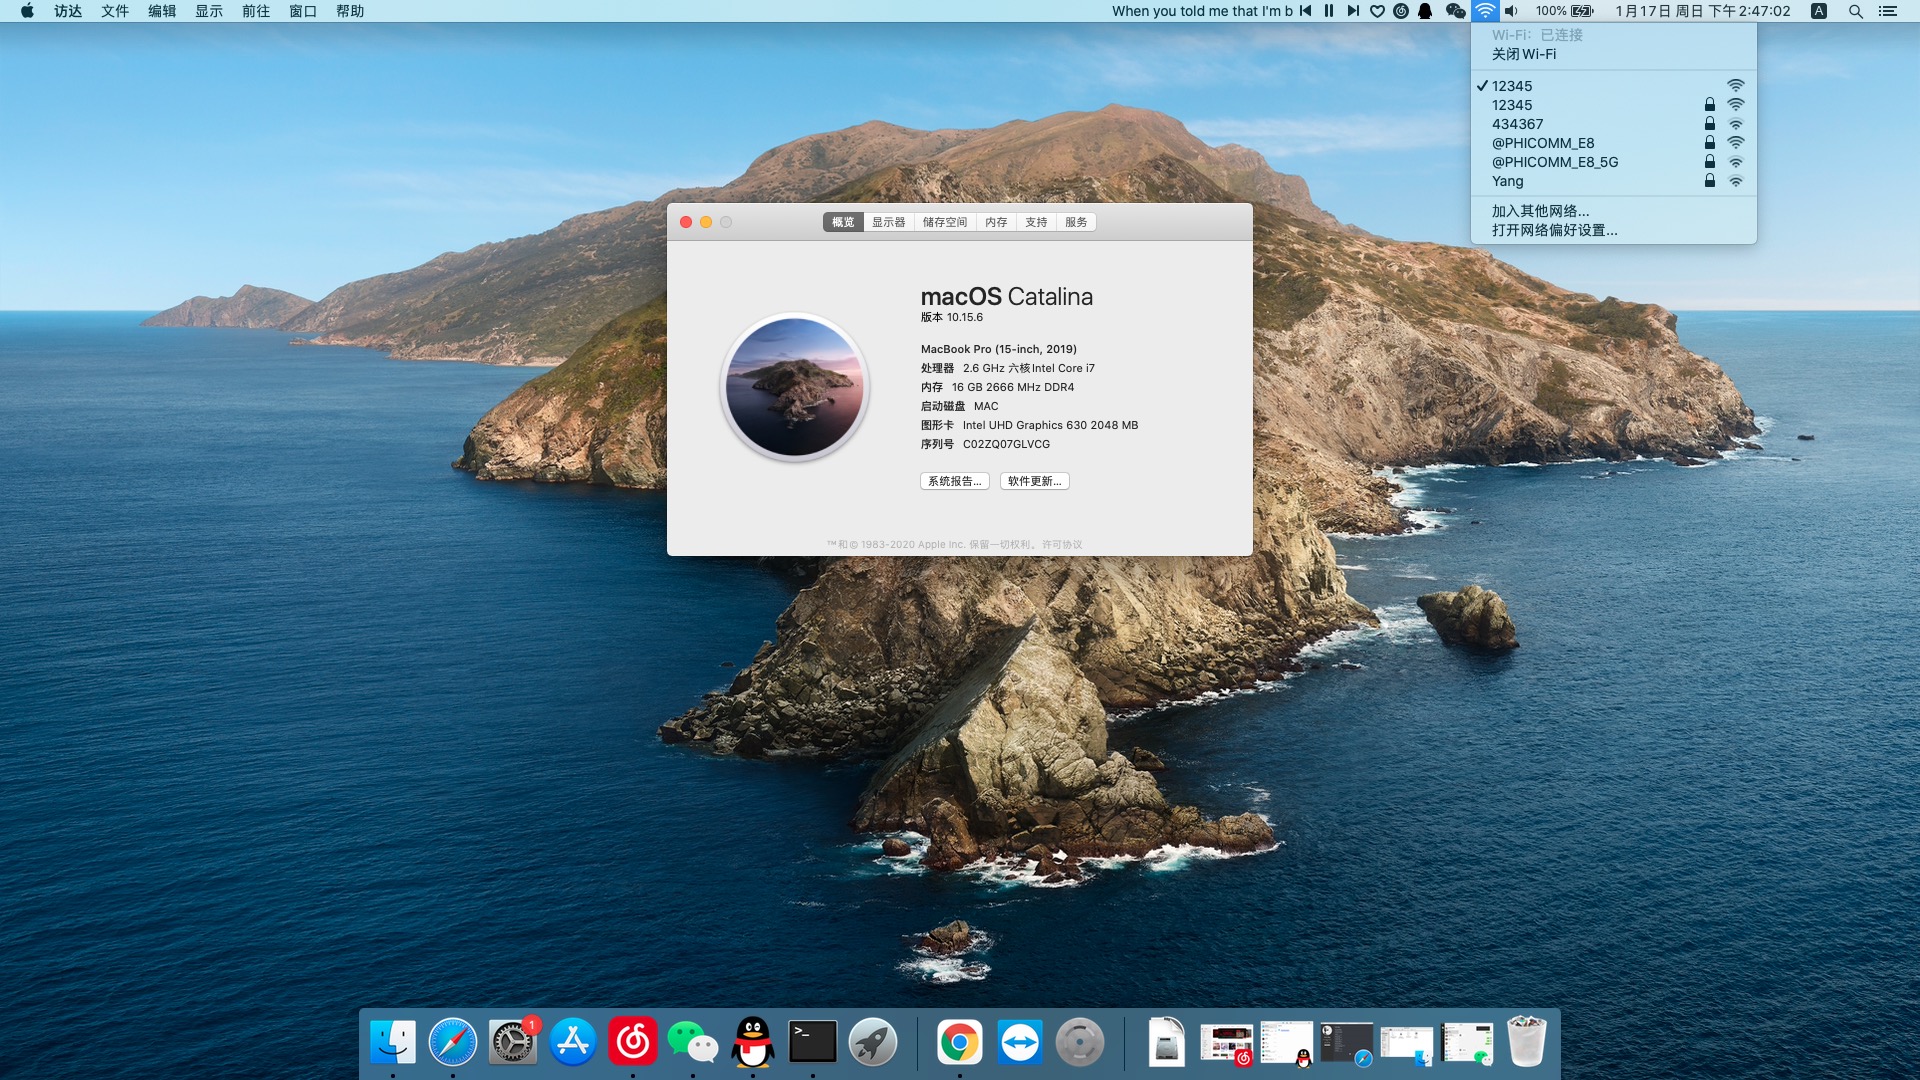 访达 文件 编辑 显示 前往 窗口 帮助
When you told me that I'm b
100%
1月17日 周日 下午2:47:02
A
Wi-Fi：已连接
关闭 Wi-Fi
12345
12345
434367
@PHICOMM_E8
@PHICOMM_E8_5G
Yang
加入其他网络...
打开网络偏好设置...
概览 显示器 储存空间 内存 支持 服务
macOS Catalina
版本 10.15.6
MacBook Pro (15-inch, 2019)
处理器 2.6 GHz 六核Intel Core i7
内存 16 GB 2666 MHz DDR4
启动磁盘 MAC
图形卡 Intel UHD Graphics 630 2048 MB
序列号 C02ZQ07GLVCG
系统报告... 软件更新...
™和© 1983-2020 Apple Inc. 保留一切权利。许可协议
1
>_